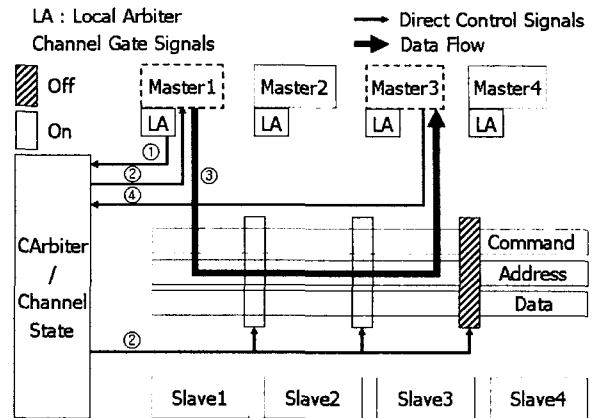 LA : Local Arbiter
Channel Gate Signals
Off
On
Direct Control Signals
Data Flow
Master1
Master2
Master3
Master4
LA
LA
LA
LA
①
②
③
④
CArbiter
/
Channel
State
Command
Address
Data
②
Slave1
Slave2
Slave3
Slave4